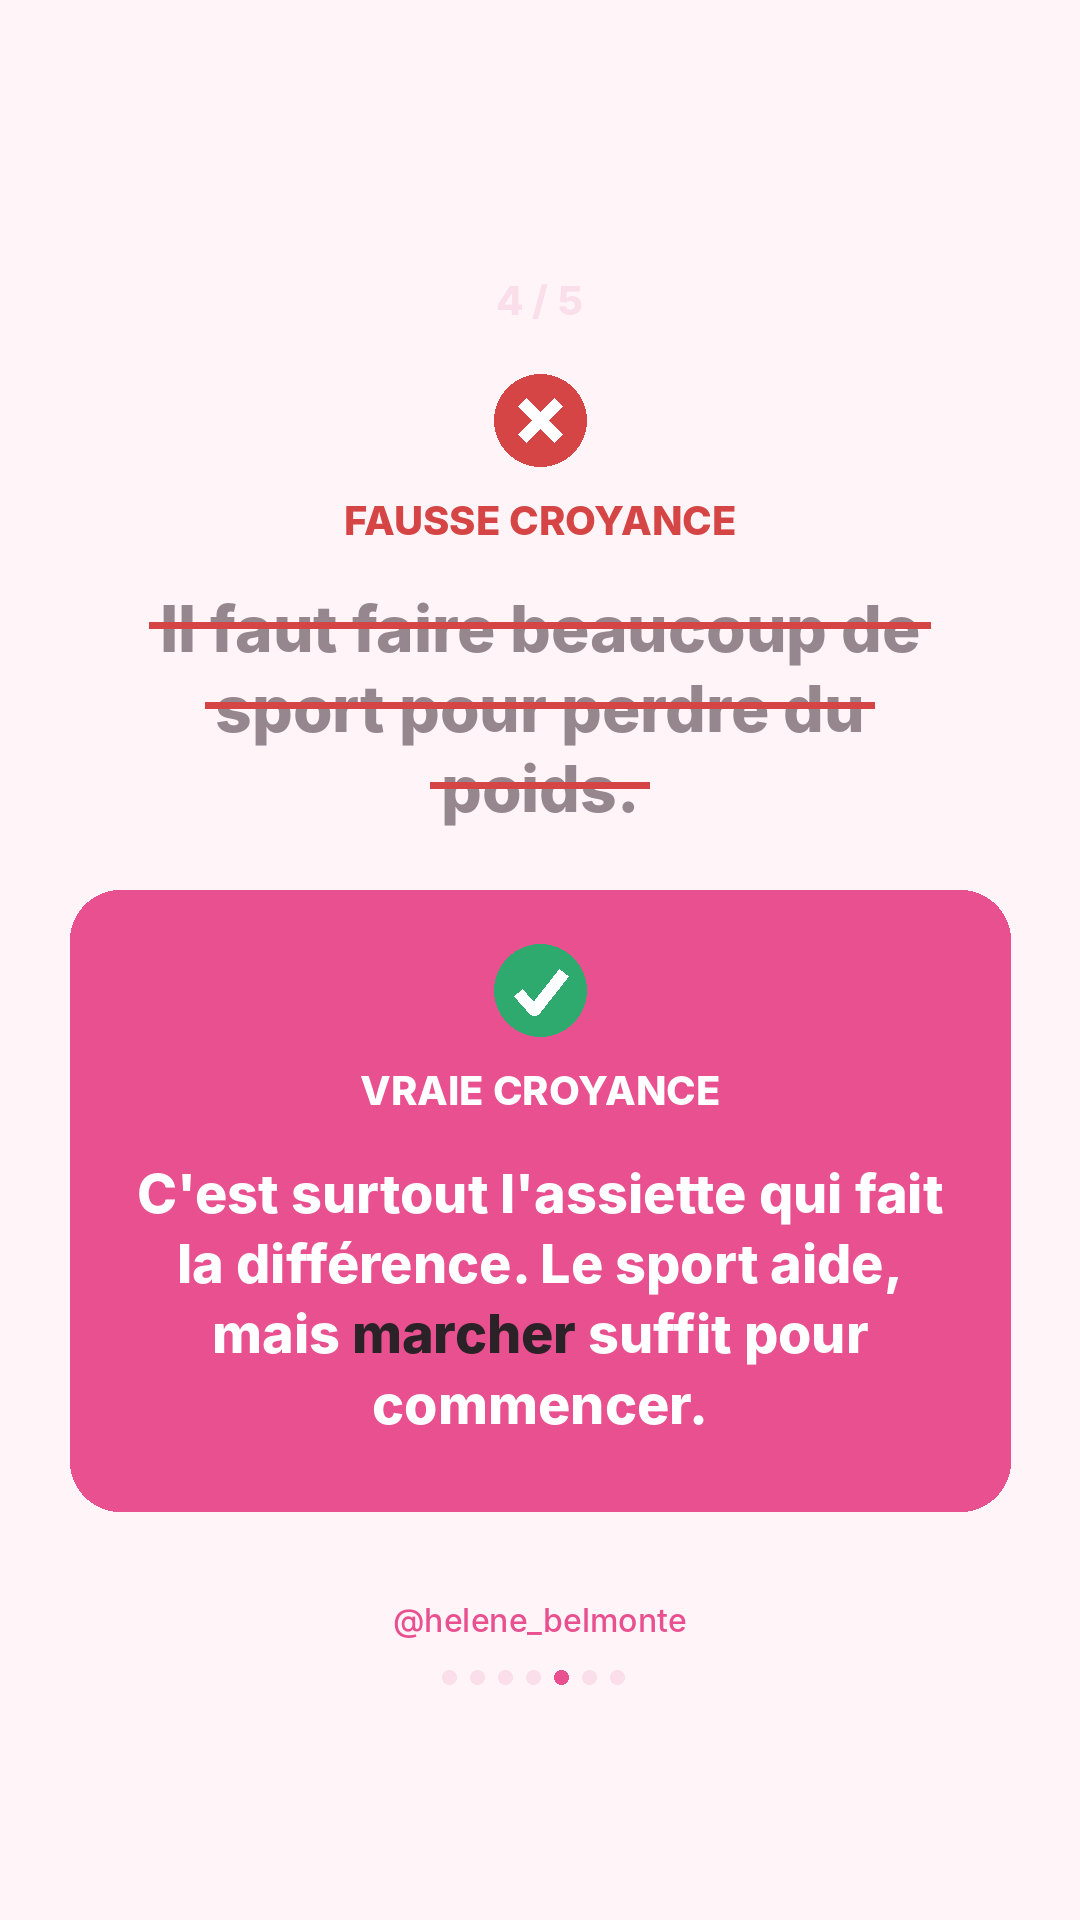 4 / 5
FAUSSE CROYANCE
Il faut faire beaucoup de
sport pour perdre du
poids.
VRAIE CROYANCE
C'est surtout l'assiette qui fait
la différence. Le sport aide,
mais marcher suffit pour
commencer.
@helene_belmonte